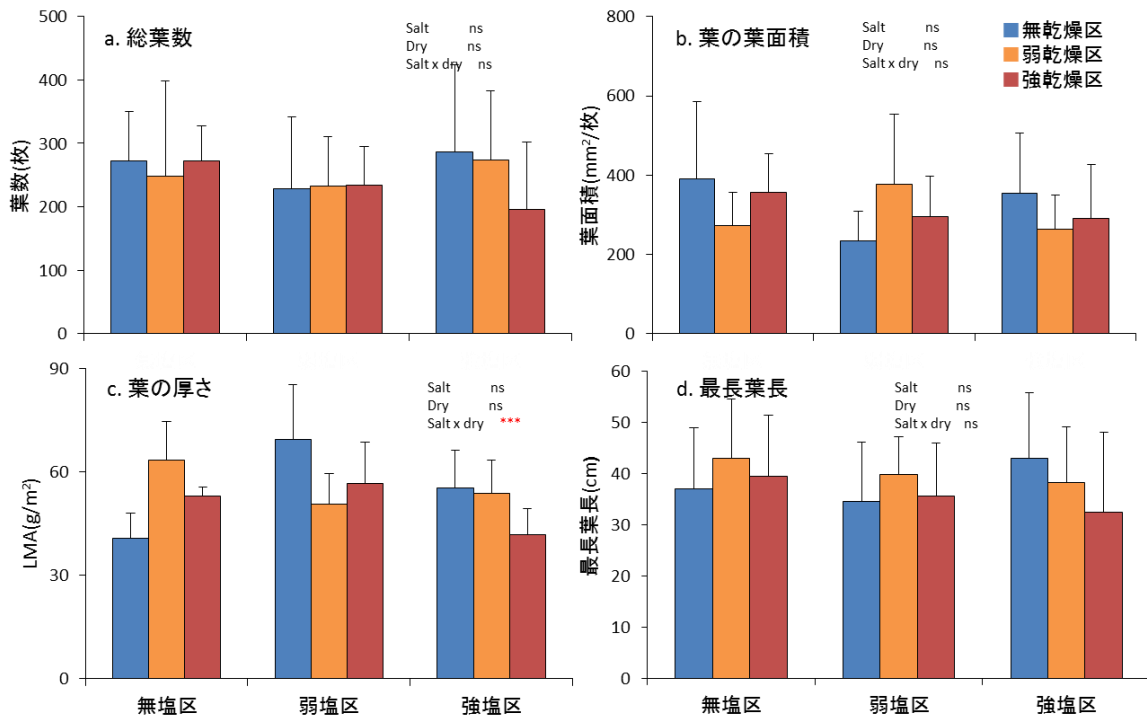 a. 総葉数
Salt ns
Dry ns
Salt x dry ns
葉数(枚)
500
400
300
200
100
0
b. 葉の葉面積
Salt ns
Dry ns
Salt x dry ns
無乾燥区
弱乾燥区
強乾燥区
葉面積(mm²/枚)
800
600
400
200
0
c. 葉の厚さ
Salt ns
Dry ns
Salt x dry ***
LMA(g/m²)
90
60
30
0
無塩区 弱塩区 強塩区
d. 最長葉長
Salt ns
Dry ns
Salt x dry ns
最長葉長(cm)
60
50
40
30
20
10
0
無塩区 弱塩区 強塩区